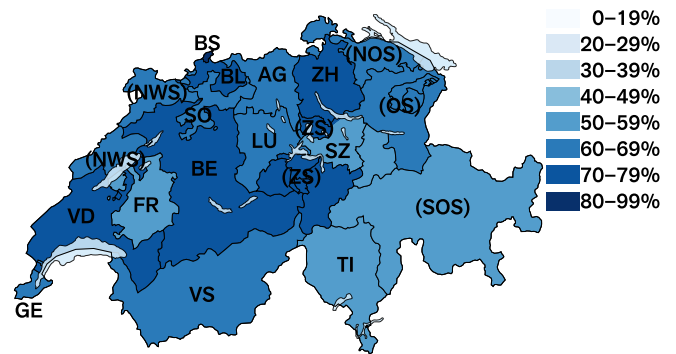 BS
(NWS)
BL
AG
ZH
(NOS)
SO
(ZS)
(OS)
(NWS)
LU
SZ
BE
(ZS)
VD
FR
(SOS)
TI
VS
GE
0–19%
20–29%
30–39%
40–49%
50–59%
60–69%
70–79%
80–99%